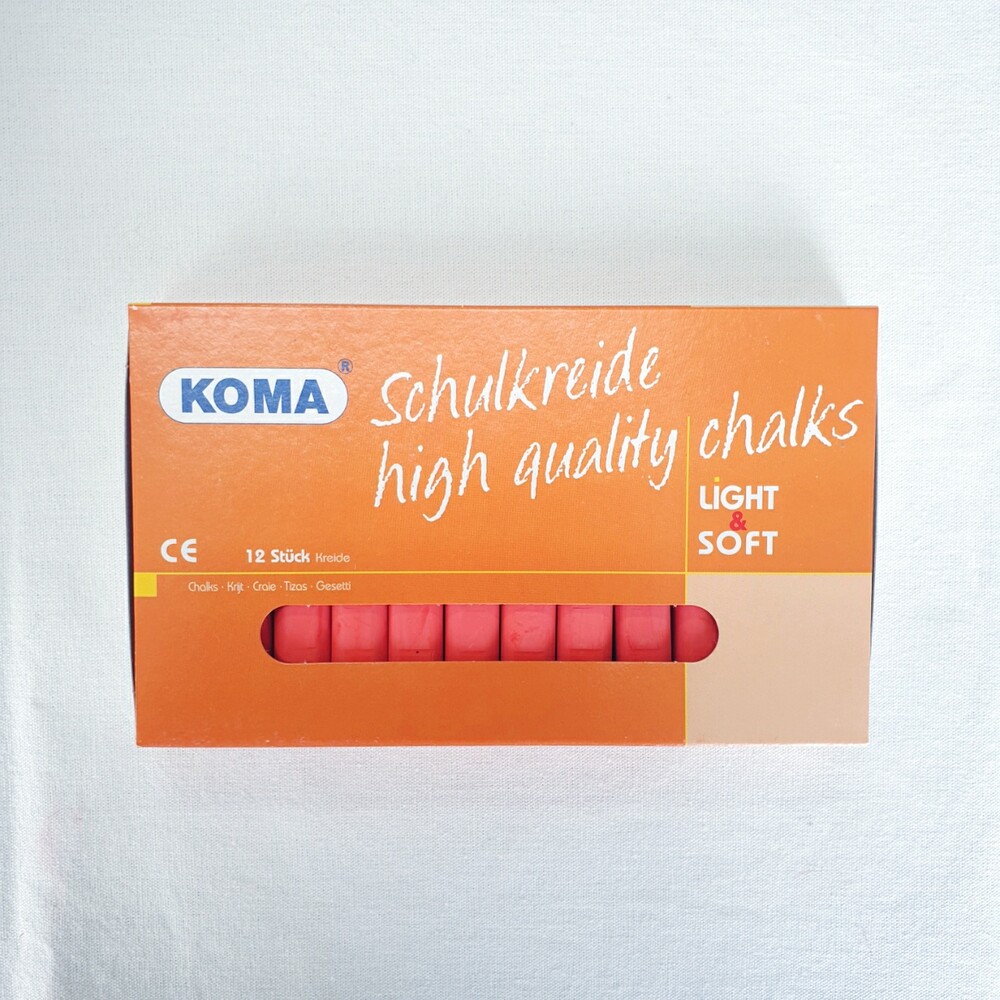 KOMA®
Schulkreide
high quality chalks
LiGHT
&
SOFT
CE
12 Stück Kreide
Chalks · Krijt · Craie · Tizas · Gesetti